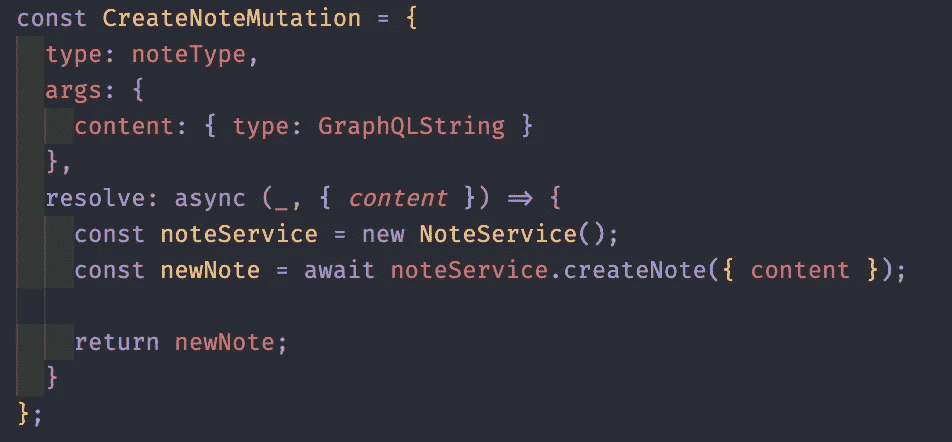 const CreateNoteMutation = {
  type: noteType,
  args: {
    content: { type: GraphQLString }
  },
  resolve: async (_, { content }) => {
    const noteService = new NoteService();
    const newNote = await noteService.createNote({ content });

    return newNote;
  }
};